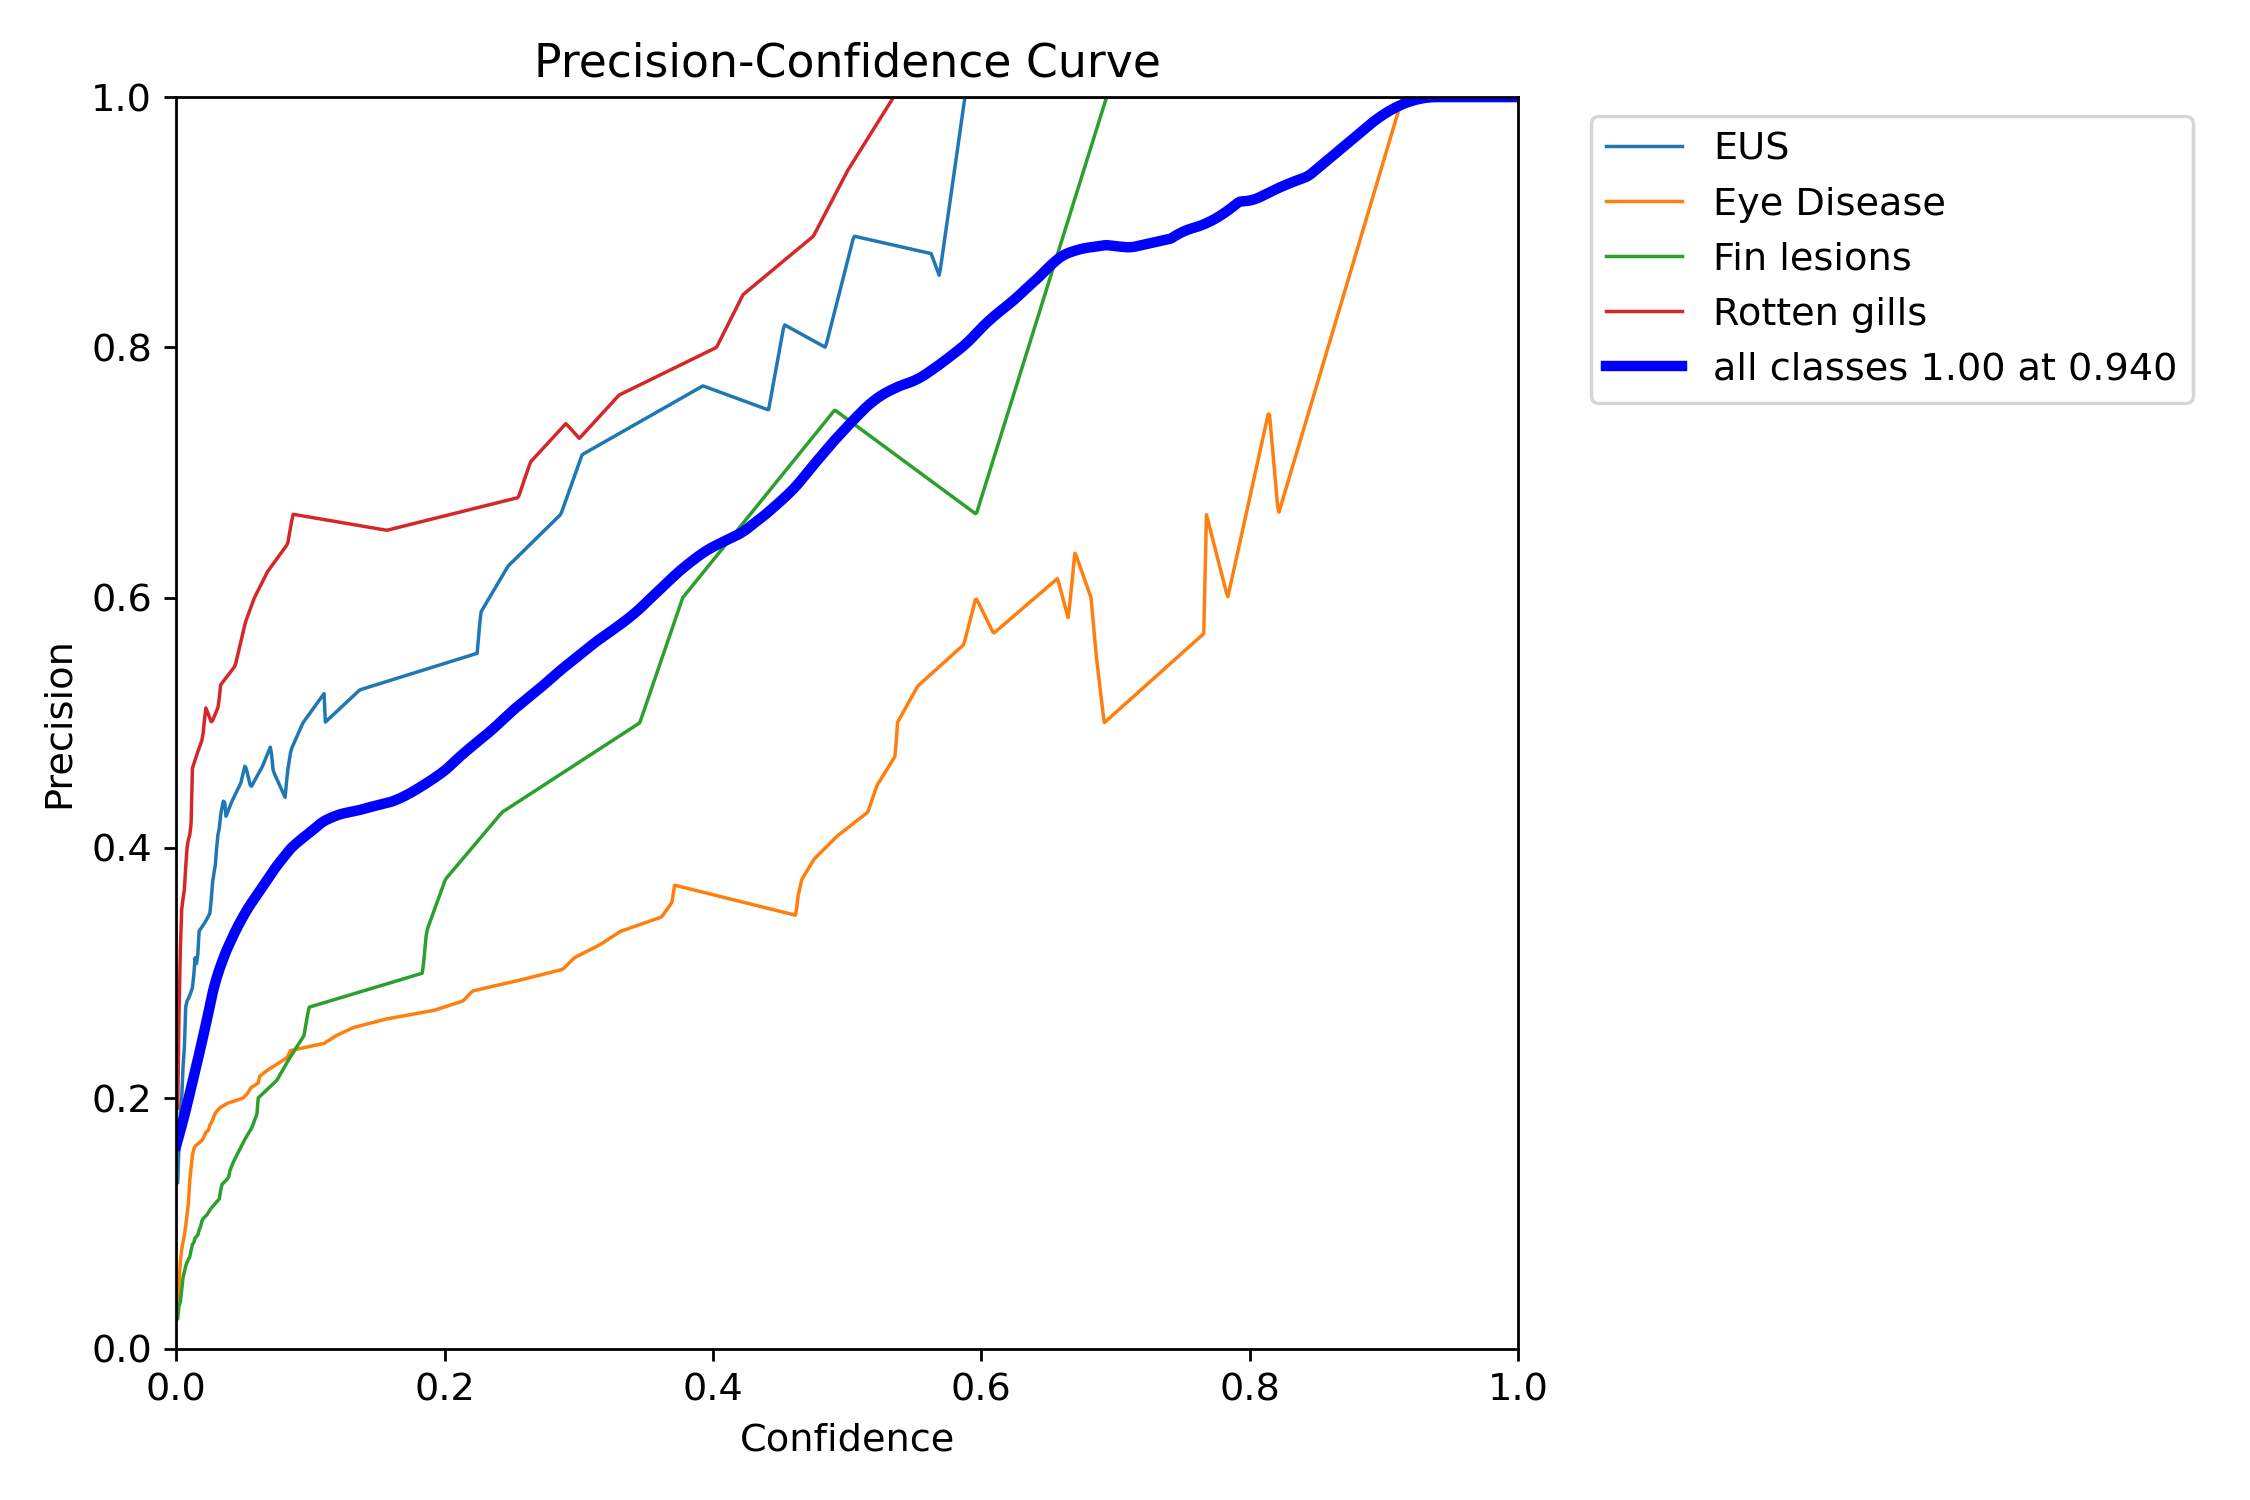 Precision-Confidence Curve
1.0
0.8
0.6
0.4
0.2
0.0
Precision
0.0 0.2 0.4 0.6 0.8 1.0
Confidence
EUS
Eye Disease
Fin lesions
Rotten gills
all classes 1.00 at 0.940